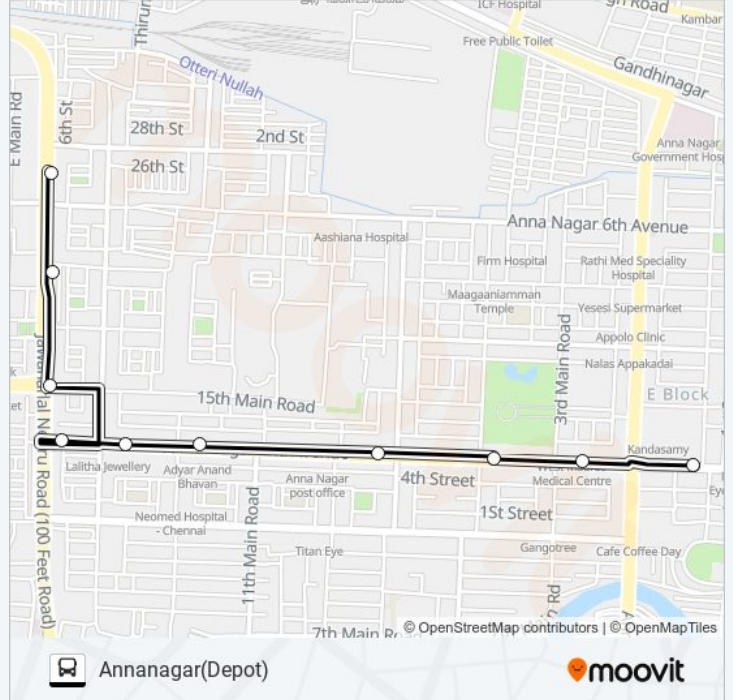 ICF Hospital
gh Road
Kambar
Free Public Toilet
Thirun
Otteri Nullah
Gandhinagar
E Main Rd
6th St
28th St
2nd St
26th St
Anna Nagar
Government Hosp
Anna Nagar 6th Avenue
Aashiana Hospital
Firm Hospital
Rathi Med Speciality
Hospital
Maagaaniamman
Temple
Yesesi Supermarket
Appolo Clinic
Nalas Appakadai
3rd Main Road
15th Main Road
E Block
Kandasamy
Lalitha Jewellery
Adyar Anand
Bhavan
Anna Nagar
post office
4th Street
Medical Centre
1St Street
Neomed Hospital
- Chennai
11th Main Road
Titan Eye
Gangotree
Cafe Coffee Day
Road (100 Feet Road)
© OpenStreetMap contributors | © OpenMapTiles
7th Main Ro
Annanagar(Depot)
moovit